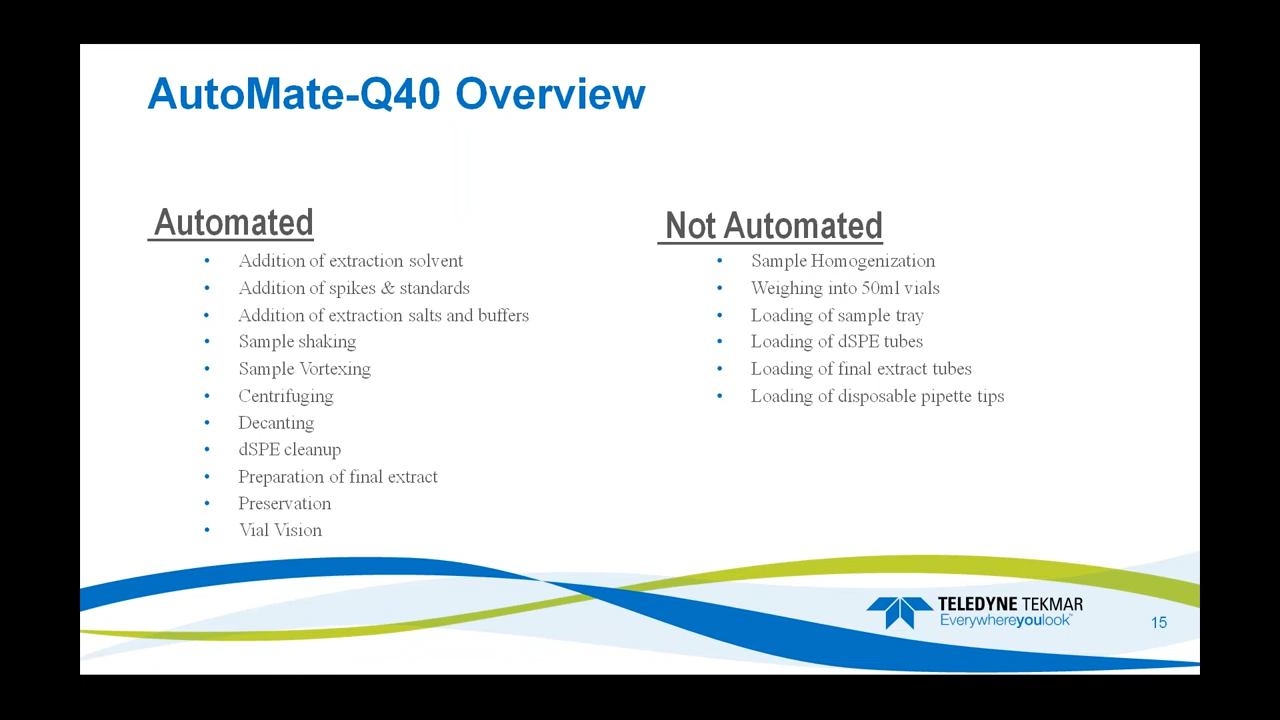 AutoMate-Q40 Overview
Automated
• Addition of extraction solvent
• Addition of spikes & standards
• Addition of extraction salts and buffers
• Sample shaking
• Sample Vortexing
• Centrifuging
• Decanting
• dSPE cleanup
• Preparation of final extract
• Preservation
• Vial Vision
Not Automated
• Sample Homogenization
• Weighing into 50ml vials
• Loading of sample tray
• Loading of dSPE tubes
• Loading of final extract tubes
• Loading of disposable pipette tips
TELEDYNE TEKMAR
Everywhereyoulook™
15